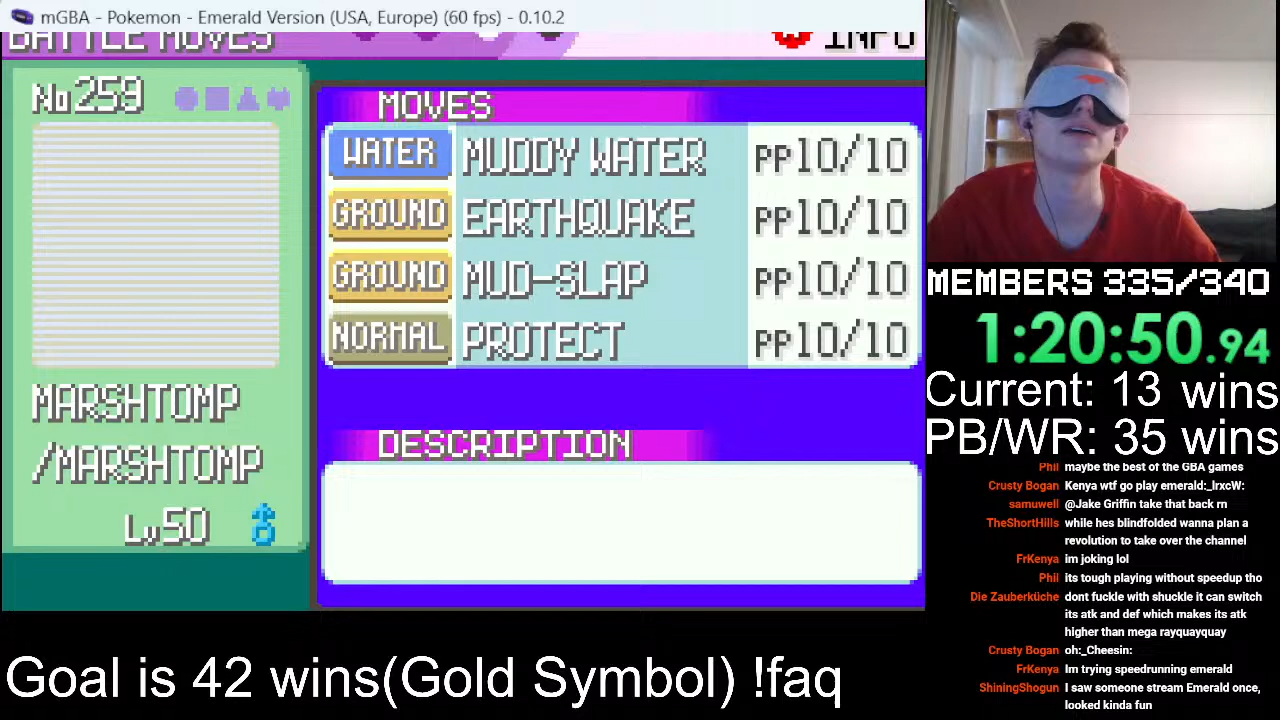 mGBA - Pokemon - Emerald Version (USA, Europe) (60 fps) - 0.10.2
BATTLE MOVES
INFO
No259
MOVES
WATER MUDDY WATER PP10/10
GROUND EARTHQUAKE PP10/10
GROUND MUD-SLAP PP10/10
NORMAL PROTECT PP10/10
MARSHTOMP
/MARSHTOMP
Lv50 ♂
DESCRIPTION
MEMBERS 335/340
1:20:50.94
Current: 13 wins
PB/WR: 35 wins
Phil maybe the best of the GBA games
Crusty Bogan Kenya wtf go play emerald:_lrxcW:
samuwell @Jake Griffin take that back rn
TheShortHills while hes blindfolded wanna plan a
revolution to take over the channel
FrKenya im joking lol
Phil its tough playing without speedup tho
Die Zauberküche dont fuckle with shuckle it can switch
its atk and def which makes its atk
higher than mega rayquayquay
Crusty Bogan oh:_Cheesin:
FrKenya Im trying speedrunning emerald
ShiningShogun I saw someone stream Emerald once,
looked kinda fun
Goal is 42 wins(Gold Symbol) !faq